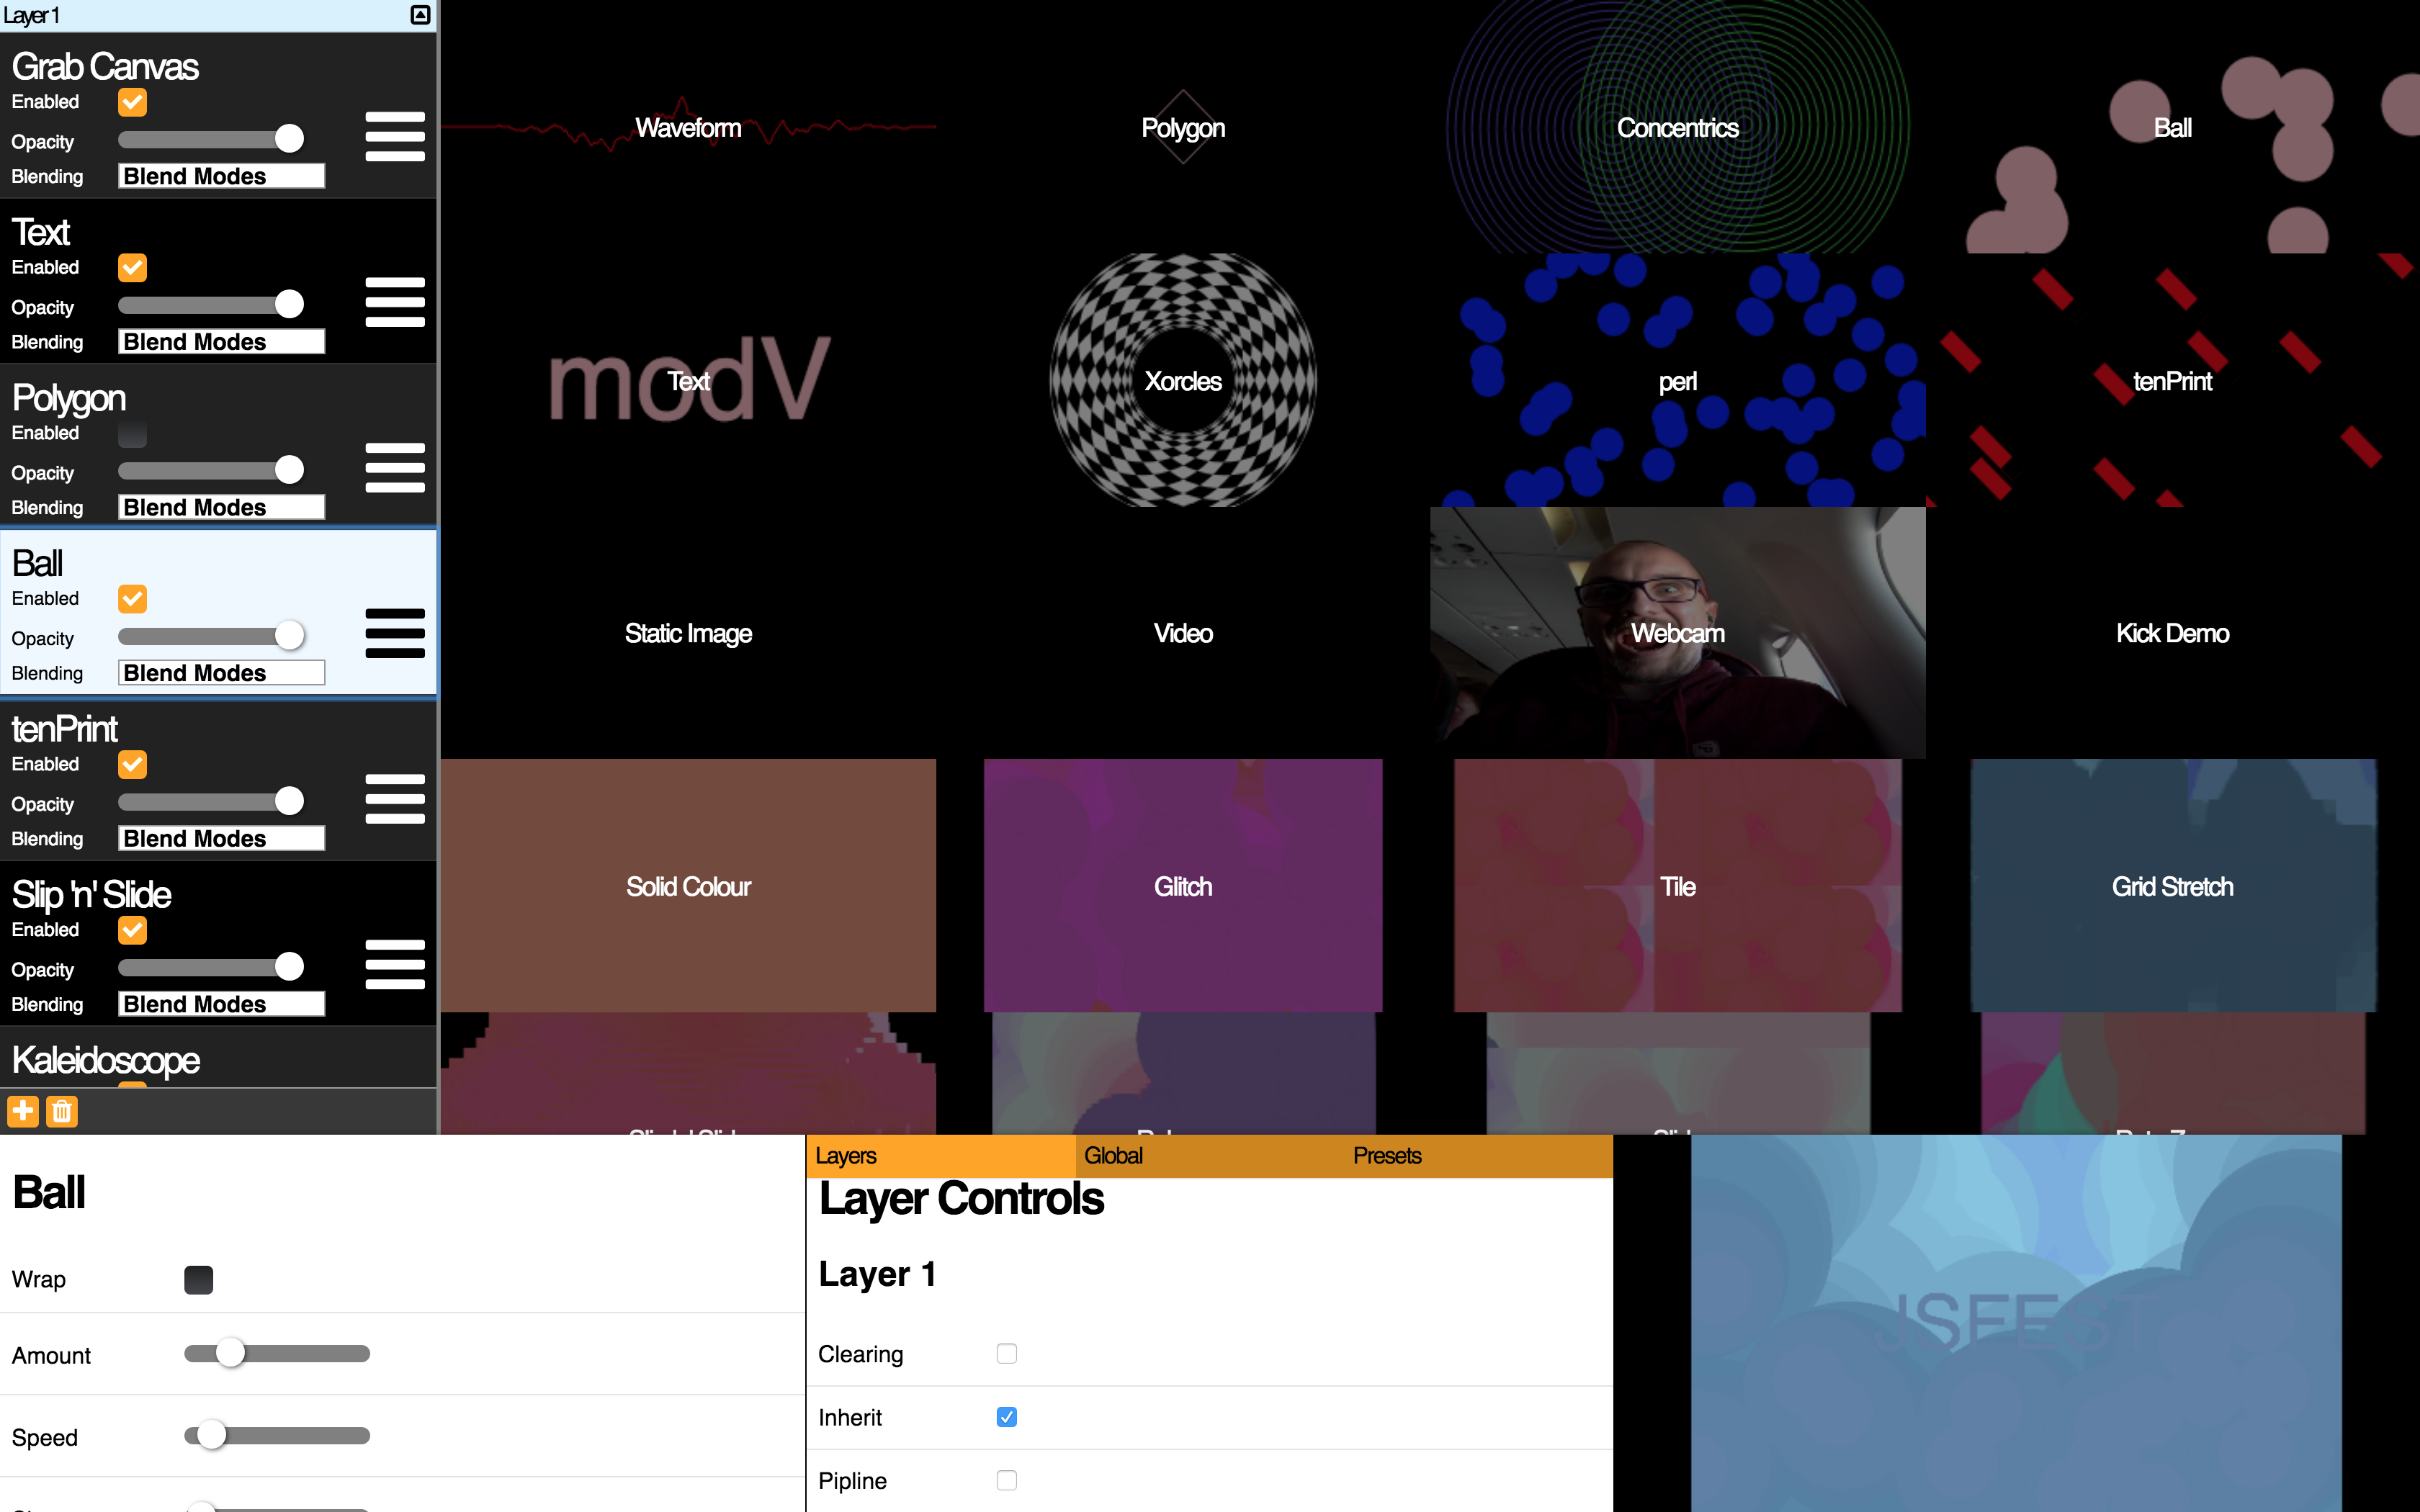 Layer 1
Grab Canvas
Enabled
Opacity
Blending Blend Modes
Text
Enabled
Opacity
Blending Blend Modes
Polygon
Enabled
Opacity
Blending Blend Modes
Ball
Enabled
Opacity
Blending Blend Modes
tenPrint
Enabled
Opacity
Blending Blend Modes
Slip 'n' Slide
Enabled
Opacity
Blending Blend Modes
Kaleidoscope
Waveform
Polygon
Concentrics
Ball
modV
Text
Xorcles
perl
tenPrint
Static Image
Video
Webcam
Kick Demo
Solid Colour
Glitch
Tile
Grid Stretch
Ball
Wrap
Amount
Speed
Layers Global Presets
Layer Controls
Layer 1
Clearing
Inherit
Pipline
JSFEST